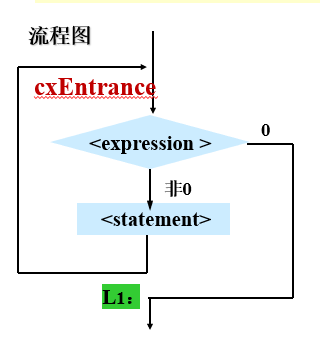 流程图
cxEntrance
<expression >
0
非0
<statement>
L1：